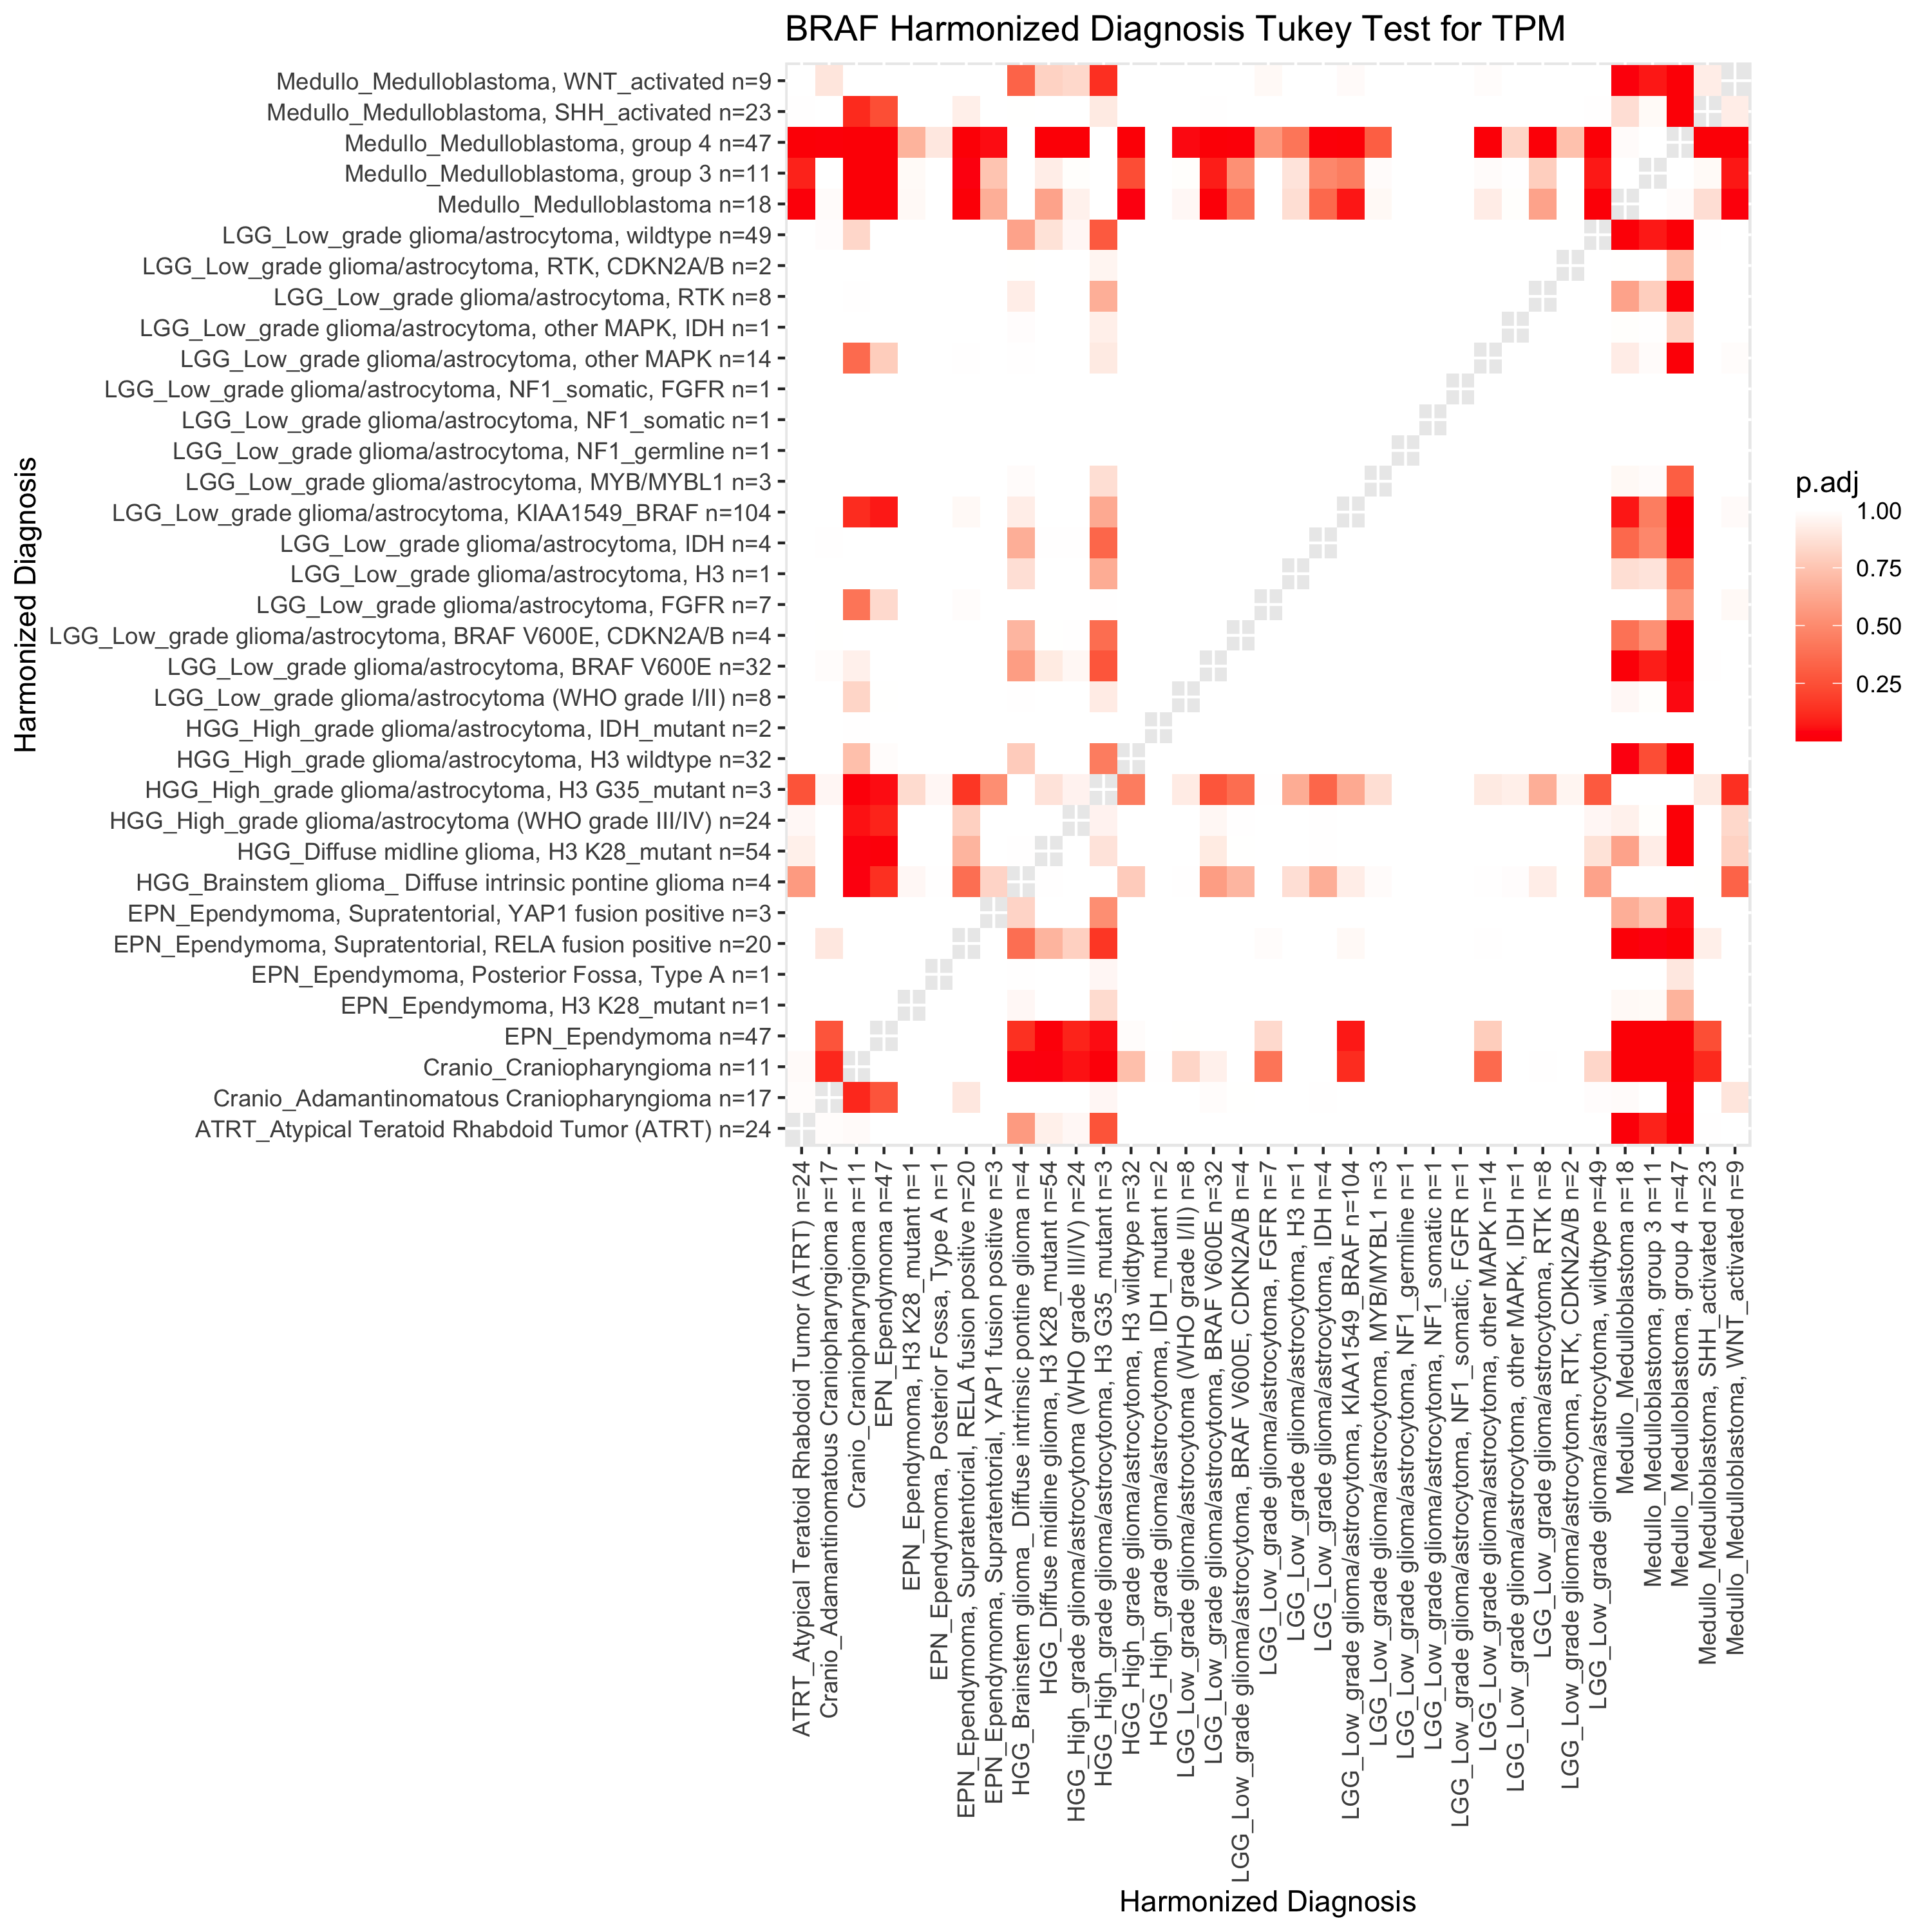 BRAF Harmonized Diagnosis Tukey Test for TPM
Harmonized Diagnosis
Medullo_Medulloblastoma, WNT_activated n=9
Medullo_Medulloblastoma, SHH_activated n=23
Medullo_Medulloblastoma, group 4 n=47
Medullo_Medulloblastoma, group 3 n=11
Medullo_Medulloblastoma n=18
LGG_Low_grade glioma/astrocytoma, wildtype n=49
LGG_Low_grade glioma/astrocytoma, RTK, CDKN2A/B n=2
LGG_Low_grade glioma/astrocytoma, RTK n=8
LGG_Low_grade glioma/astrocytoma, other MAPK, IDH n=1
LGG_Low_grade glioma/astrocytoma, other MAPK n=14
LGG_Low_grade glioma/astrocytoma, NF1_somatic, FGFR n=1
LGG_Low_grade glioma/astrocytoma, NF1_somatic n=1
LGG_Low_grade glioma/astrocytoma, NF1_germline n=1
LGG_Low_grade glioma/astrocytoma, MYB/MYBL1 n=3
LGG_Low_grade glioma/astrocytoma, KIAA1549_BRAF n=104
LGG_Low_grade glioma/astrocytoma, IDH n=4
LGG_Low_grade glioma/astrocytoma, H3 n=1
LGG_Low_grade glioma/astrocytoma, FGFR n=7
LGG_Low_grade glioma/astrocytoma, BRAF V600E, CDKN2A/B n=4
LGG_Low_grade glioma/astrocytoma, BRAF V600E n=32
LGG_Low_grade glioma/astrocytoma (WHO grade I/II) n=8
HGG_High_grade glioma/astrocytoma, IDH_mutant n=2
HGG_High_grade glioma/astrocytoma, H3 wildtype n=32
HGG_High_grade glioma/astrocytoma, H3 G35_mutant n=3
HGG_High_grade glioma/astrocytoma (WHO grade III/IV) n=24
HGG_Diffuse midline glioma, H3 K28_mutant n=54
HGG_Brainstem glioma_ Diffuse intrinsic pontine glioma n=4
EPN_Ependymoma, Supratentorial, YAP1 fusion positive n=3
EPN_Ependymoma, Supratentorial, RELA fusion positive n=20
EPN_Ependymoma, Posterior Fossa, Type A n=1
EPN_Ependymoma, H3 K28_mutant n=1
EPN_Ependymoma n=47
Cranio_Craniopharyngioma n=11
Cranio_Adamantinomatous Craniopharyngioma n=17
ATRT_Atypical Teratoid Rhabdoid Tumor (ATRT) n=24
ATRT_Atypical Teratoid Rhabdoid Tumor (ATRT) n=24
Cranio_Adamantinomatous Craniopharyngioma n=17
Cranio_Craniopharyngioma n=11
EPN_Ependymoma n=47
EPN_Ependymoma, H3 K28_mutant n=1
EPN_Ependymoma, Posterior Fossa, Type A n=1
EPN_Ependymoma, Supratentorial, RELA fusion positive n=20
EPN_Ependymoma, Supratentorial, YAP1 fusion positive n=3
HGG_Brainstem glioma_ Diffuse intrinsic pontine glioma n=4
HGG_Diffuse midline glioma, H3 K28_mutant n=54
HGG_High_grade glioma/astrocytoma (WHO grade III/IV) n=24
HGG_High_grade glioma/astrocytoma, H3 G35_mutant n=3
HGG_High_grade glioma/astrocytoma, H3 wildtype n=32
HGG_High_grade glioma/astrocytoma, IDH_mutant n=2
LGG_Low_grade glioma/astrocytoma (WHO grade I/II) n=8
LGG_Low_grade glioma/astrocytoma, BRAF V600E n=32
LGG_Low_grade glioma/astrocytoma, BRAF V600E, CDKN2A/B n=4
LGG_Low_grade glioma/astrocytoma, FGFR n=7
LGG_Low_grade glioma/astrocytoma, H3 n=1
LGG_Low_grade glioma/astrocytoma, IDH n=4
LGG_Low_grade glioma/astrocytoma, KIAA1549_BRAF n=104
LGG_Low_grade glioma/astrocytoma, MYB/MYBL1 n=3
LGG_Low_grade glioma/astrocytoma, NF1_germline n=1
LGG_Low_grade glioma/astrocytoma, NF1_somatic n=1
LGG_Low_grade glioma/astrocytoma, NF1_somatic, FGFR n=1
LGG_Low_grade glioma/astrocytoma, other MAPK n=14
LGG_Low_grade glioma/astrocytoma, other MAPK, IDH n=1
LGG_Low_grade glioma/astrocytoma, RTK n=8
LGG_Low_grade glioma/astrocytoma, RTK, CDKN2A/B n=2
LGG_Low_grade glioma/astrocytoma, wildtype n=49
Medullo_Medulloblastoma n=18
Medullo_Medulloblastoma, group 3 n=11
Medullo_Medulloblastoma, group 4 n=47
Medullo_Medulloblastoma, SHH_activated n=23
Medullo_Medulloblastoma, WNT_activated n=9
Harmonized Diagnosis
p.adj
1.00
0.75
0.50
0.25